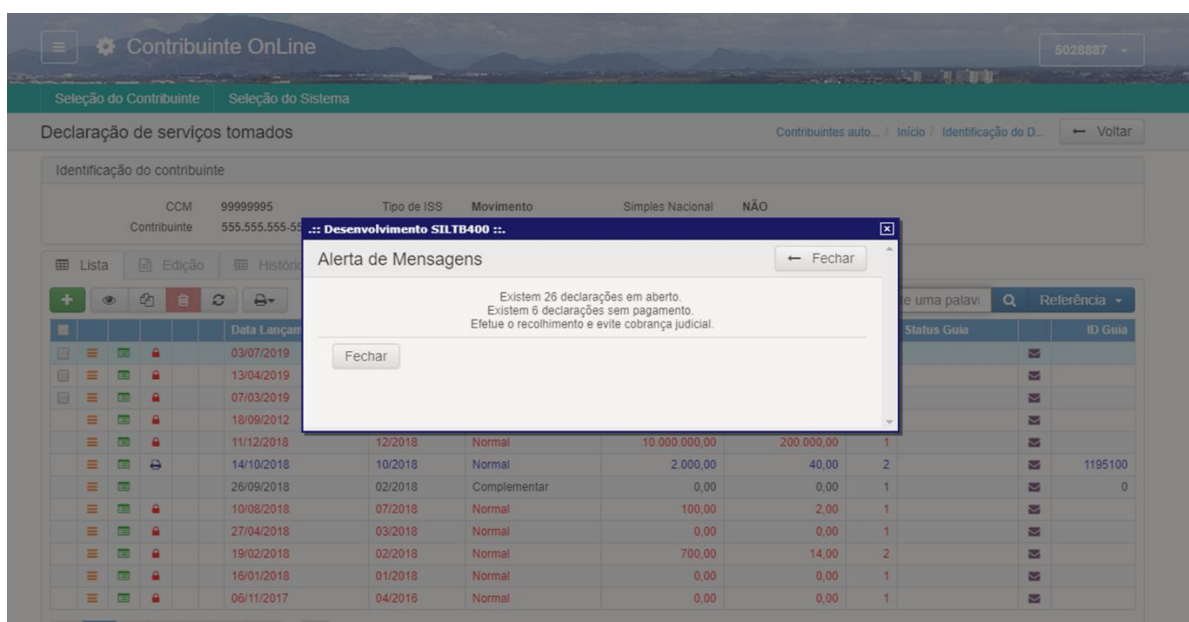 Contribuinte OnLine
5028887
Seleção do Contribuinte Seleção do Sistema
Declaração de serviços tomados
Contribuintes auto... / Início / Identificação do D...
← Voltar
Identificação do contribuinte
CCM 99999995 Tipo de ISS Movimento Simples Nacional NÃO
Contribuinte 555.555.555-55
.:: Desenvolvimento SILTB400 ::.
Alerta de Mensagens
← Fechar
Existem 26 declarações em aberto.
Existem 6 declarações sem pagamento.
Efetue o recolhimento e evite cobrança judicial.
Fechar
Lista Edição Históric
e uma palavr Referência
Data Lançam Status Guia ID Guia
03/07/2019
13/04/2019
07/03/2019
18/09/2012
11/12/2018 12/2018 Normal 10.000.000,00 200.000,00 1
14/10/2018 10/2018 Normal 2.000,00 40,00 2 1195100
26/09/2018 02/2018 Complementar 0,00 0,00 1 0
10/08/2018 07/2018 Normal 100,00 2,00 1
27/04/2018 03/2018 Normal 0,00 0,00 1
19/02/2018 02/2018 Normal 700,00 14,00 2
16/01/2018 01/2018 Normal 0,00 0,00 1
06/11/2017 04/2016 Normal 0,00 0,00 1